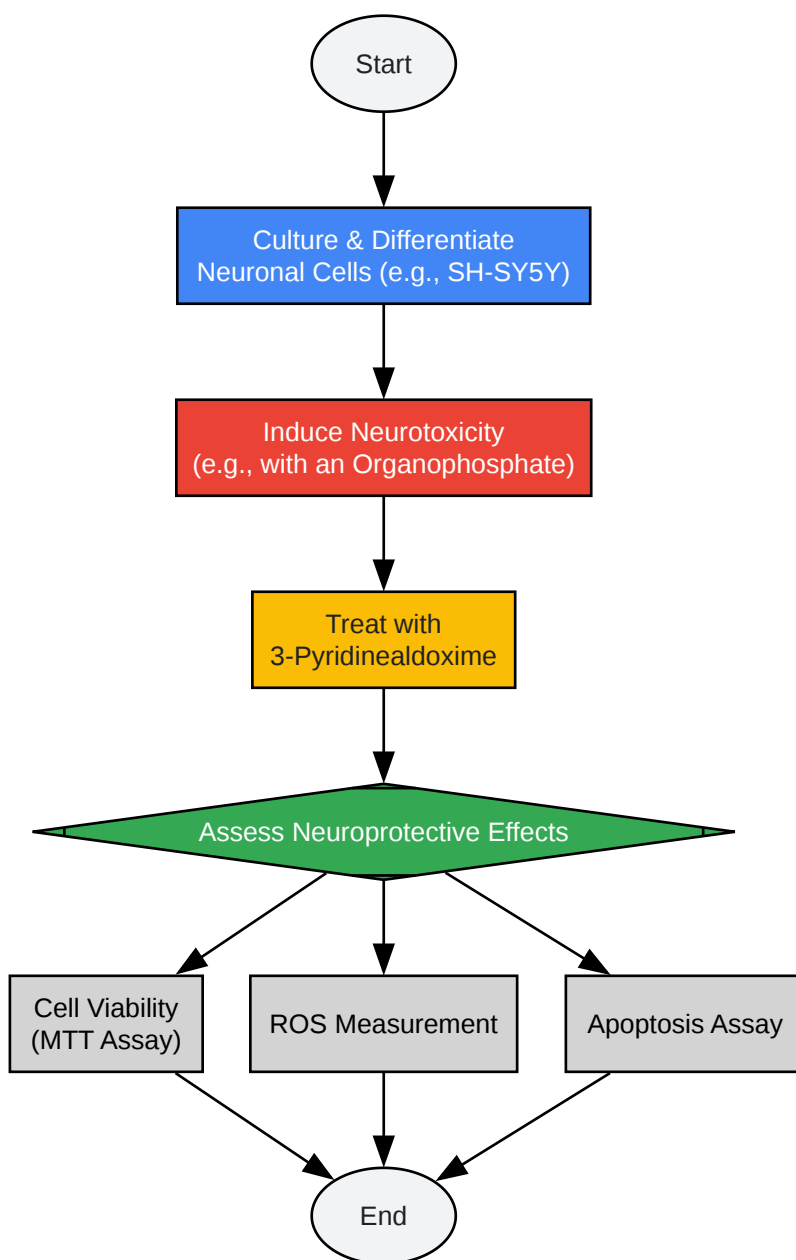 Start
Culture & Differentiate
Neuronal Cells (e.g., SH-SY5Y)
Induce Neurotoxicity
(e.g., with an Organophosphate)
Treat with
3-Pyridinealdoxime
Assess Neuroprotective Effects
Cell Viability
(MTT Assay)
ROS Measurement
Apoptosis Assay
End